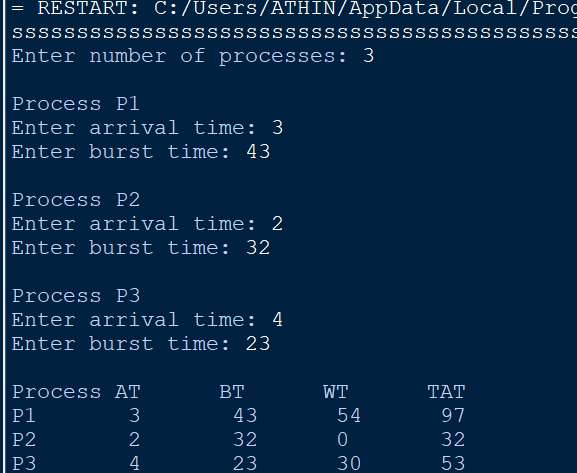 = RESTART: C:/Users/ATHIN/AppData/Local/Prog
ssssssssssssssssssssssssssssssssssssssssssss
Enter number of processes: 3
Process P1
Enter arrival time: 3
Enter burst time: 43
Process P2
Enter arrival time: 2
Enter burst time: 32
Process P3
Enter arrival time: 4
Enter burst time: 23
Process AT BT WT TAT
P1 3 43 54 97
P2 2 32 0 32
P3 4 23 30 53